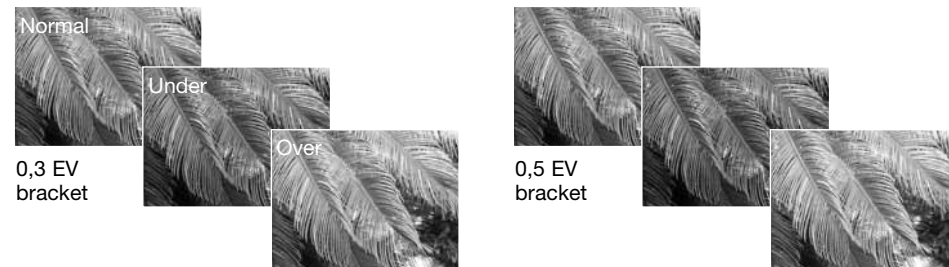 Normal
Under
Over
0,3 EV
bracket
0,5 EV
bracket